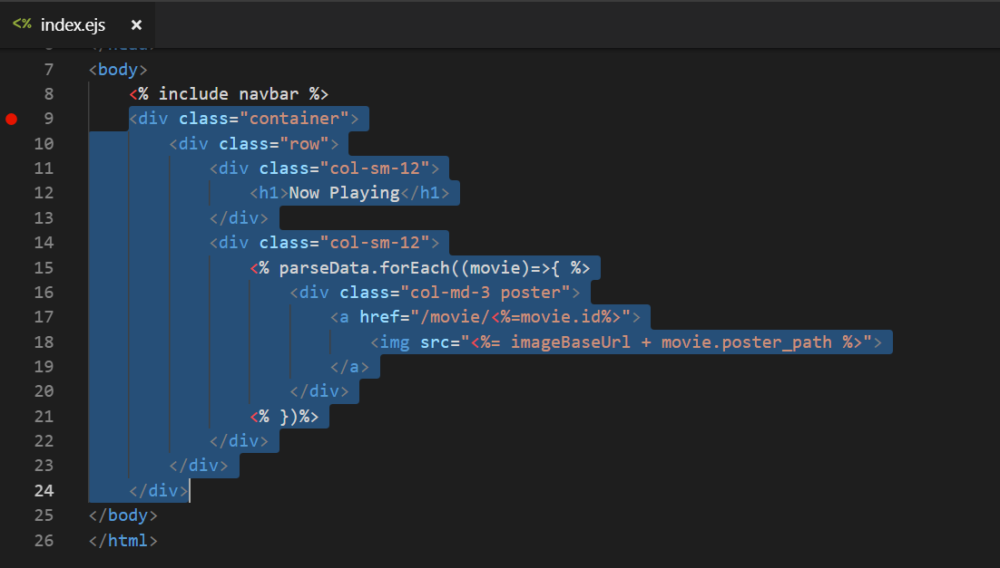 <% index.ejs ×
7 <body>
8 <% include navbar %>
9 <div class="container">
10 <div class="row">
11 <div class="col-sm-12">
12 <h1>Now Playing</h1>
13 </div>
14 <div class="col-sm-12">
15 <% parseData.forEach((movie)=>{ %>
16 <div class="col-md-3 poster">
17 <a href="/movie/<%=movie.id%>">
18 <img src="<%= imageBaseUrl + movie.poster_path %>">
19 </a>
20 </div>
21 <% })%>
22 </div>
23 </div>
24 </div>
25 </body>
26 </html>